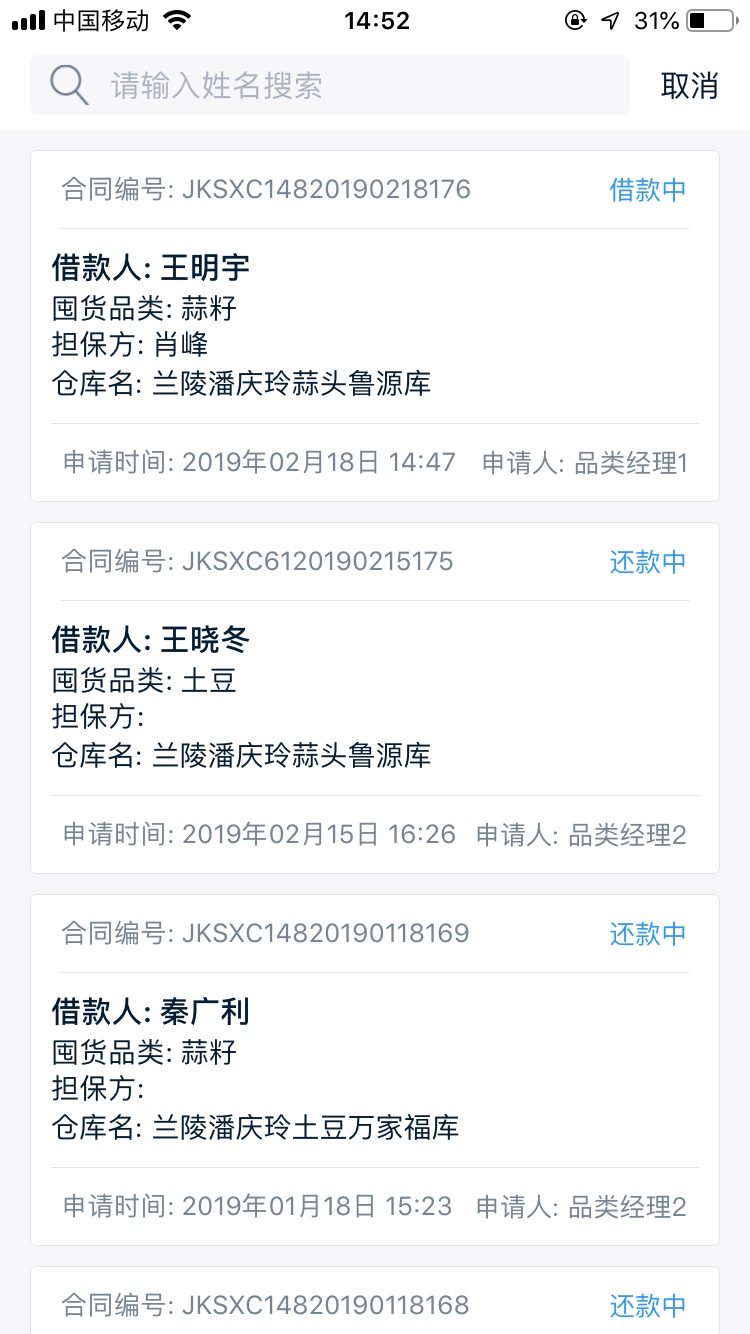 中国移动 14:52 31%
请输入姓名搜索 取消
合同编号: JKSXC14820190218176 借款中
借款人: 王明宇
囤货品类: 蒜籽
担保方: 肖峰
仓库名: 兰陵潘庆玲蒜头鲁源库
申请时间: 2019年02月18日 14:47 申请人: 品类经理1
合同编号: JKSXC6120190215175 还款中
借款人: 王晓冬
囤货品类: 土豆
担保方:
仓库名: 兰陵潘庆玲蒜头鲁源库
申请时间: 2019年02月15日 16:26 申请人: 品类经理2
合同编号: JKSXC14820190118169 还款中
借款人: 秦广利
囤货品类: 蒜籽
担保方:
仓库名: 兰陵潘庆玲土豆万家福库
申请时间: 2019年01月18日 15:23 申请人: 品类经理2
合同编号: JKSXC14820190118168 还款中